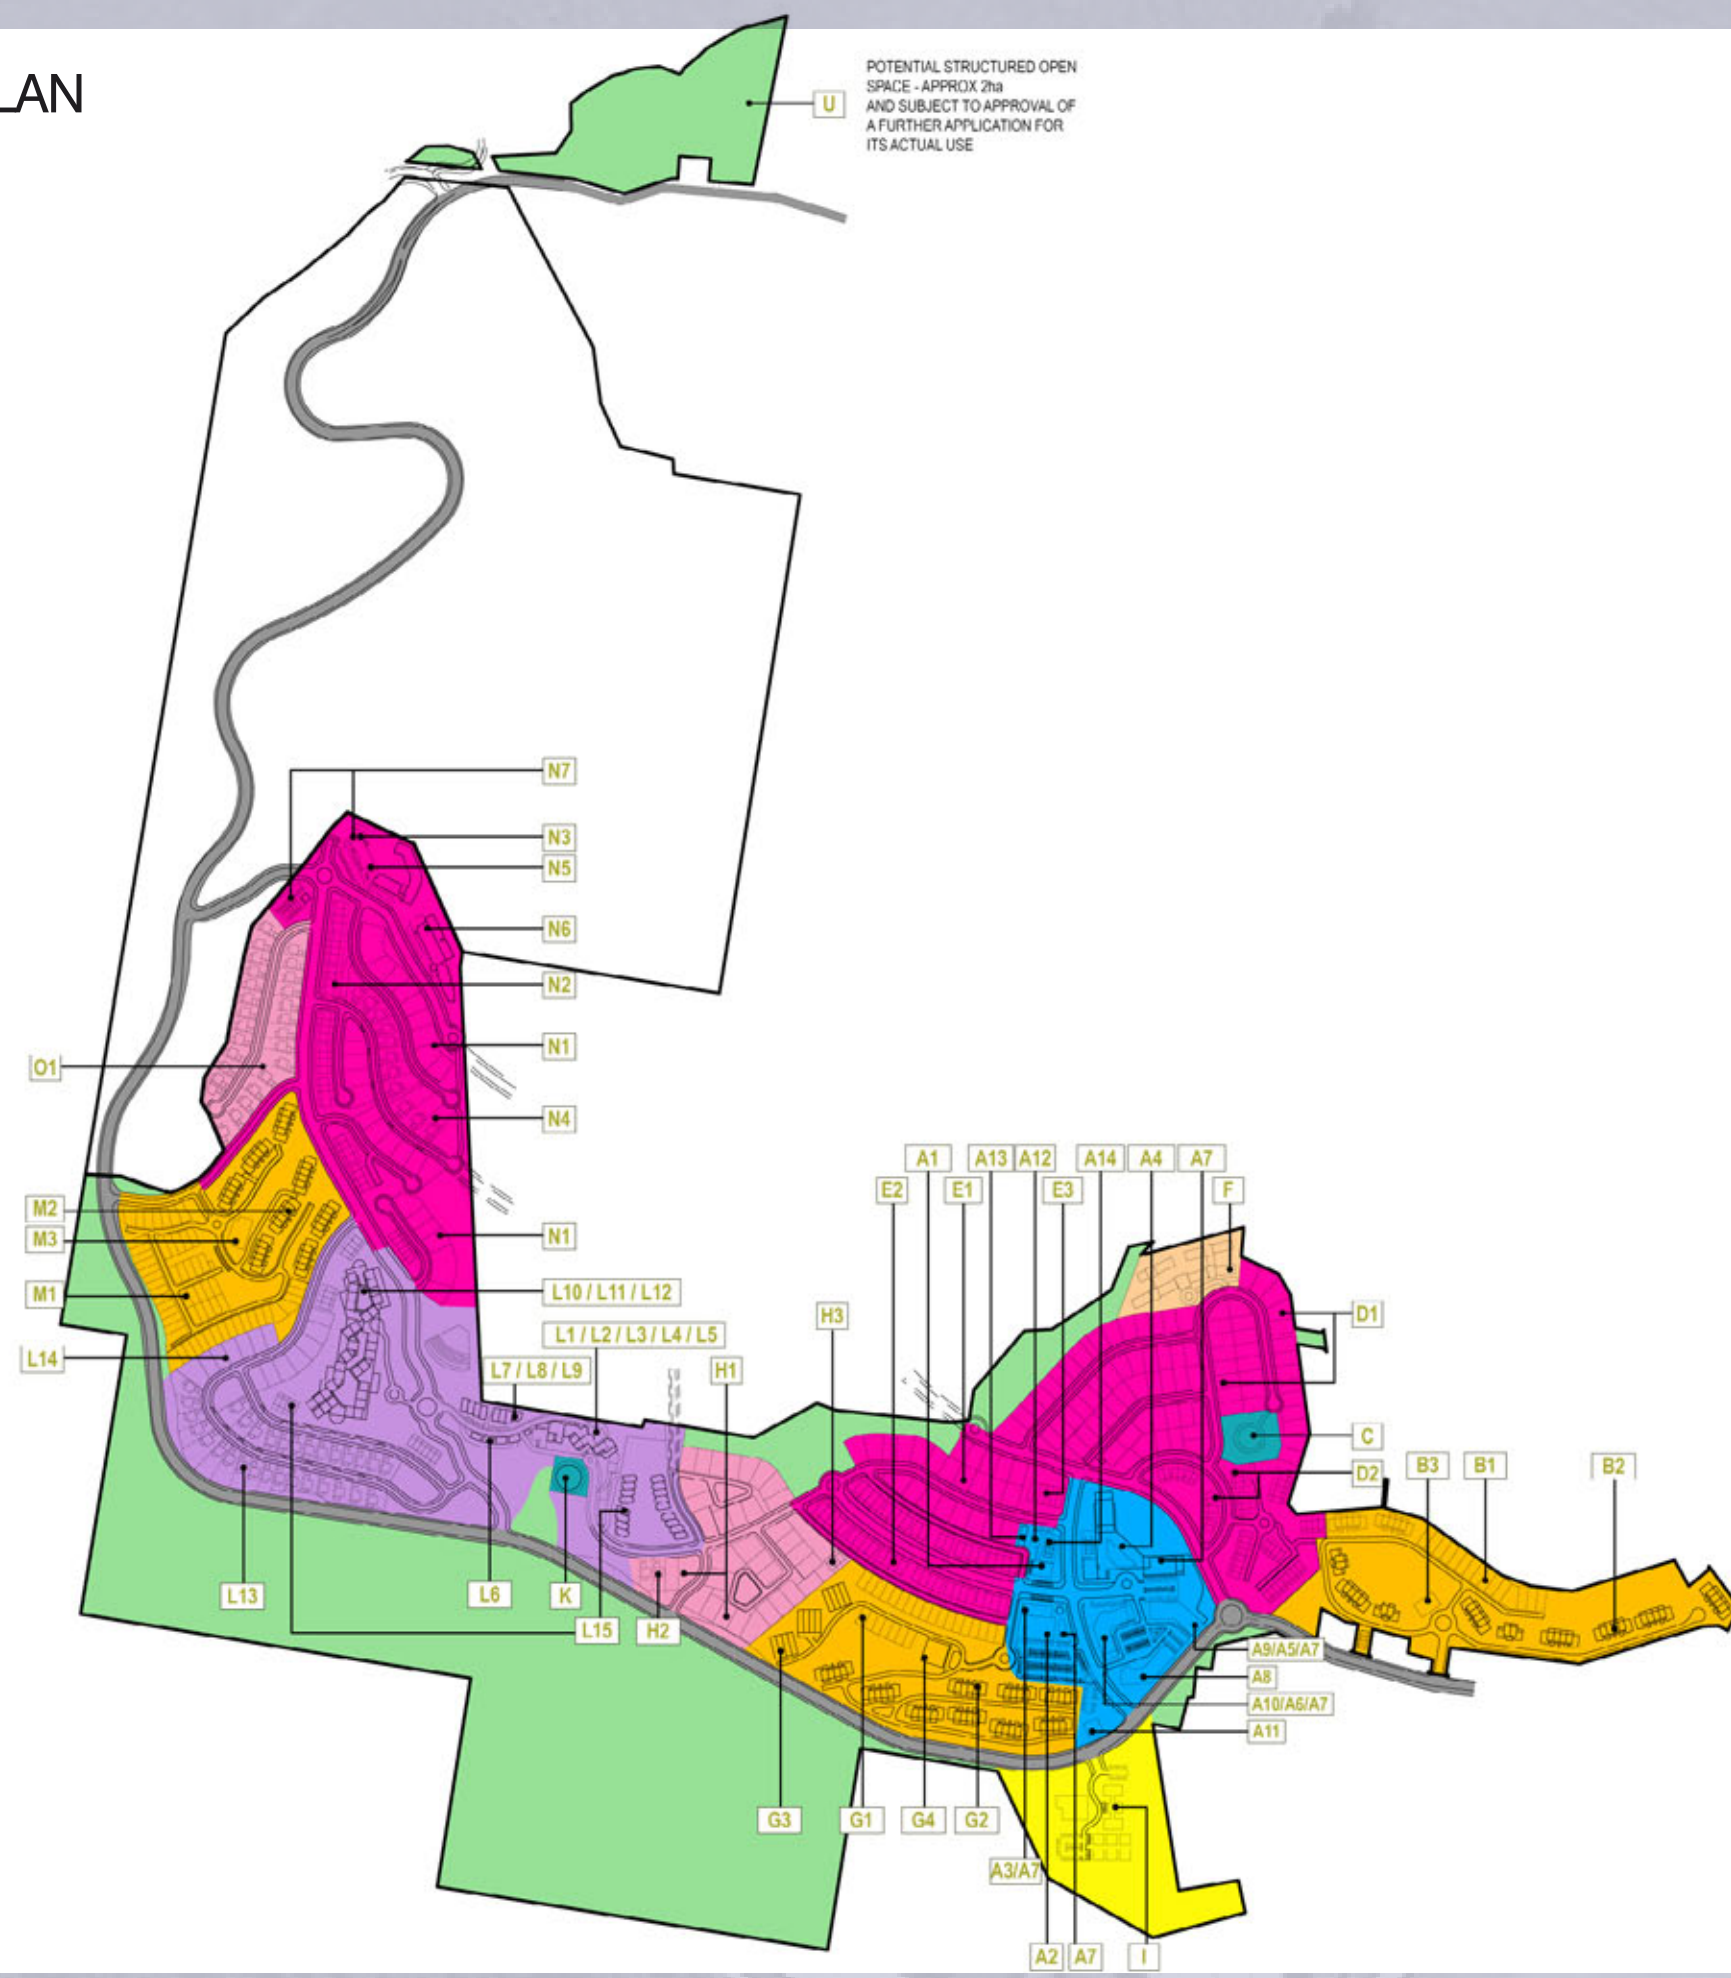 LAN
POTENTIAL STRUCTURED OPEN
SPACE - APPROX 2ha
AND SUBJECT TO APPROVAL OF
A FURTHER APPLICATION FOR
ITS ACTUAL USE
U
N7
N3
N5
N6
N2
N1
O1
N4
A1
A13
A12
A14
A4
A7
E2
E1
E3
F
M2
M3
N1
M1
L10 / L11 / L12
H3
D1
L1 / L2 / L3 / L4 / L5
L14
L7 / L8 / L9
H1
C
D2
B3
B1
B2
L13
L6
K
L15
H2
A9/A5/A7
A8
A10/A6/A7
A11
G3
G1
G4
G2
A3/A7
A2
A7
I